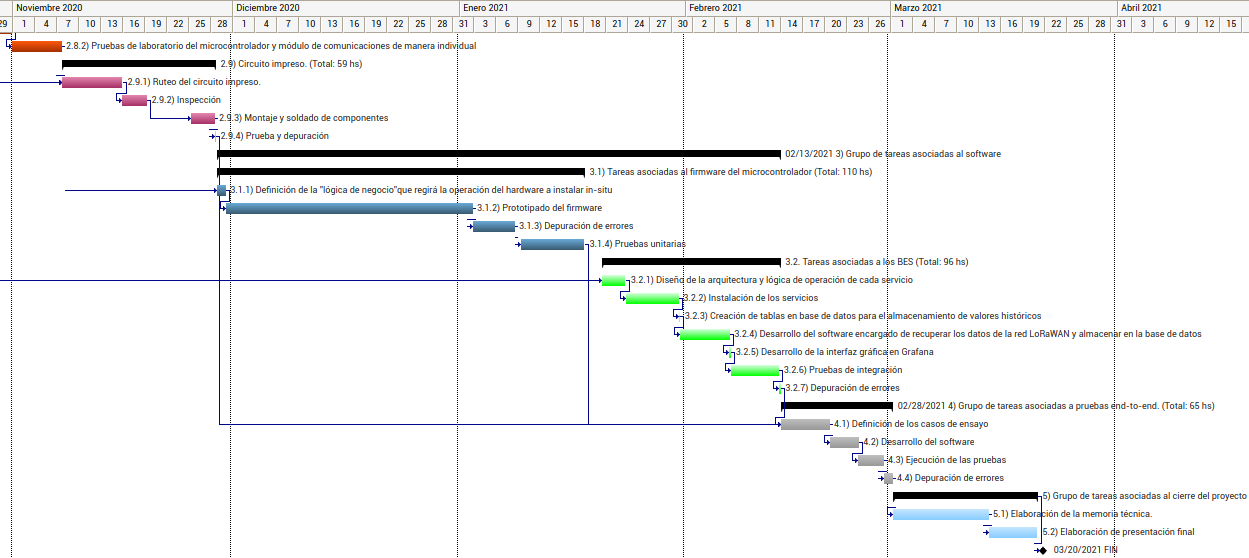 Noviembre 2020 Diciembre 2020 Enero 2021 Febrero 2021 Marzo 2021 Abril 2021
29 1 4 7 10 13 16 19 22 25 28 1 4 7 10 13 16 19 22 25 28 31 3 6 9 12 15 18 21 24 27 30 2 5 8 11 14 17 20 23 26 1 4 7 10 13 16 19 22 25 28 31 3 6 9 12 15
2.8.2) Pruebas de laboratorio del microcontrolador y módulo de comunicaciones de manera individual
2.9) Circuito impreso. (Total: 59 hs)
2.9.1) Ruteo del circuito impreso.
2.9.2) Inspección
2.9.3) Montaje y soldado de componentes
2.9.4) Prueba y depuración
02/13/2021 3) Grupo de tareas asociadas al software
3.1) Tareas asociadas al firmware del microcontrolador (Total: 110 hs)
3.1.1) Definición de la "lógica de negocio"que regirá la operación del hardware a instalar in-situ
3.1.2) Prototipado del firmware
3.1.3) Depuración de errores
3.1.4) Pruebas unitarias
3.2. Tareas asociadas a los BES (Total: 96 hs)
3.2.1) Diseño de la arquitectura y lógica de operación de cada servicio
3.2.2) Instalación de los servicios
3.2.3) Creación de tablas en base de datos para el almacenamiento de valores históricos
3.2.4) Desarrollo del software encargado de recuperar los datos de la red LoRaWAN y almacenar en la base de datos
3.2.5) Desarrollo de la interfaz gráfica en Grafana
3.2.6) Pruebas de integración
3.2.7) Depuración de errores
02/28/2021 4) Grupo de tareas asociadas a pruebas end-to-end. (Total: 65 hs)
4.1) Definición de los casos de ensayo
4.2) Desarrollo del software
4.3) Ejecución de las pruebas
4.4) Depuración de errores
5) Grupo de tareas asociadas al cierre del proyecto
5.1) Elaboración de la memoria técnica.
5.2) Elaboración de presentación final
03/20/2021 FIN